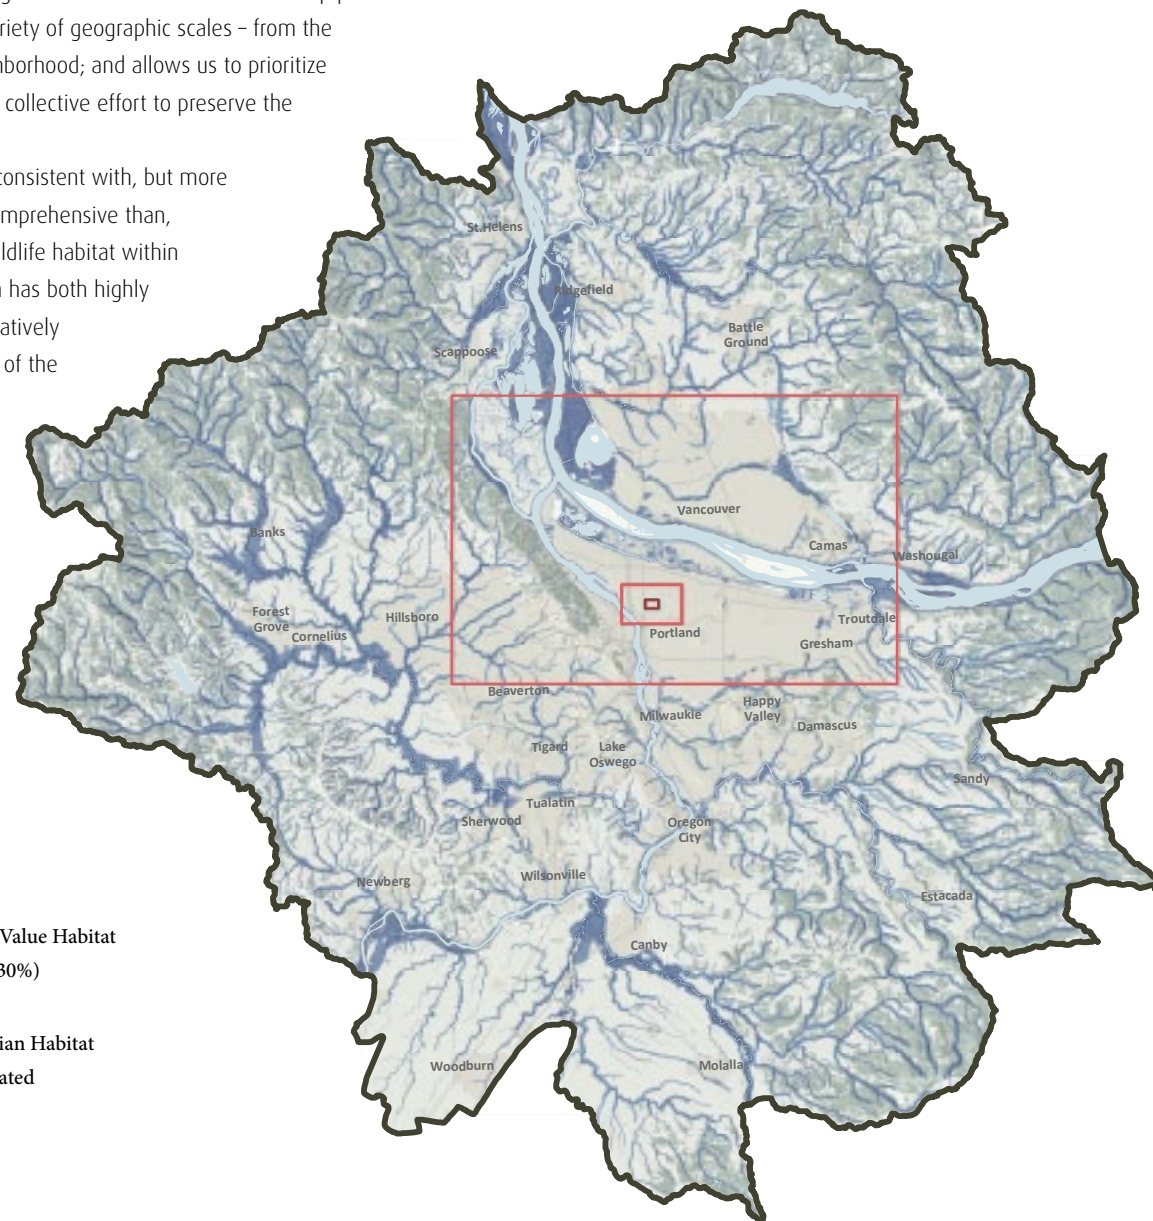 riety of geographic scales – from the
nborhood; and allows us to prioritize
collective effort to preserve the
consistent with, but more
omprehensive than,
ildlife habitat within
has both highly
atively
of the
St.Helens
Ridgefield
Battle
Ground
Scappoose
Vancouver
Banks
Camas
Washougal
Forest
Grove
Cornelius
Hillsboro
Portland
Troutdale
Gresham
Beaverton
Milwaukie
Happy
Valley
Damascus
Tigard
Lake
Oswego
Sandy
Tualatin
Sherwood
Oregon
City
Newberg
Wilsonville
Estacada
Canby
Woodburn
Molalla
Value Habitat
30%)
ian Habitat
ated